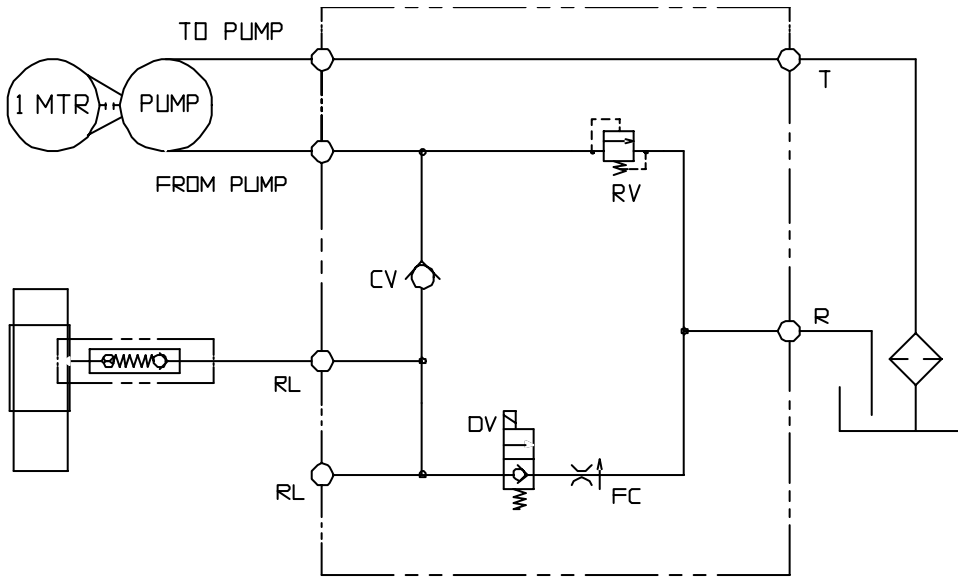 TO PUMP
1 MTR
PUMP
T
FROM PUMP
RV
CV
R
RL
DV
RL
FC